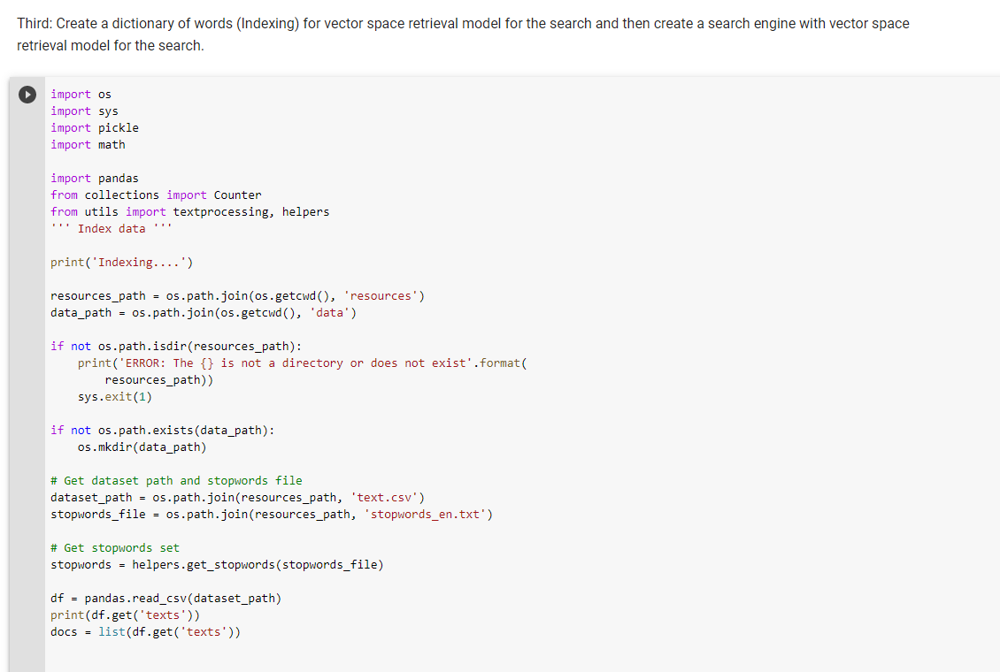 Third: Create a dictionary of words (Indexing) for vector space retrieval model for the search and then create a search engine with vector space
retrieval model for the search.
import os
import sys
import pickle
import math
import pandas
from collections import Counter
from utils import textprocessing, helpers
''' Index data '''
print('Indexing....')
resources_path = os.path.join(os.getcwd(), 'resources')
data_path = os.path.join(os.getcwd(), 'data')
if not os.path.isdir(resources_path):
    print('ERROR: The {} is not a directory or does not exist'.format(
        resources_path))
    sys.exit(1)
if not os.path.exists(data_path):
    os.mkdir(data_path)
# Get dataset path and stopwords file
dataset_path = os.path.join(resources_path, 'text.csv')
stopwords_file = os.path.join(resources_path, 'stopwords_en.txt')
# Get stopwords set
stopwords = helpers.get_stopwords(stopwords_file)
df = pandas.read_csv(dataset_path)
print(df.get('texts'))
docs = list(df.get('texts'))